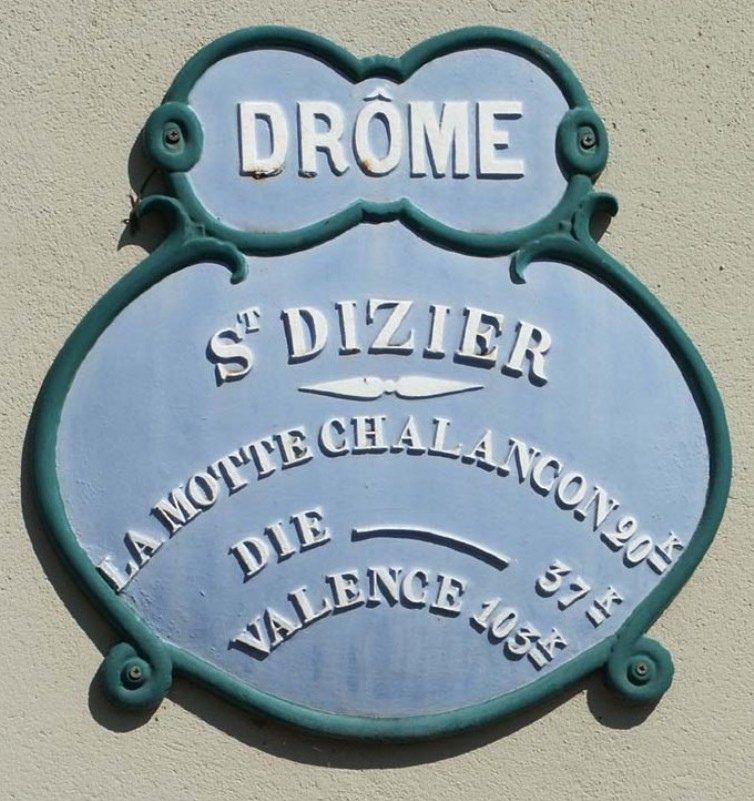 DRÔME
ST DIZIER
LA MOTTE CHALANCON 20K
DIE 37K
VALENCE 103K